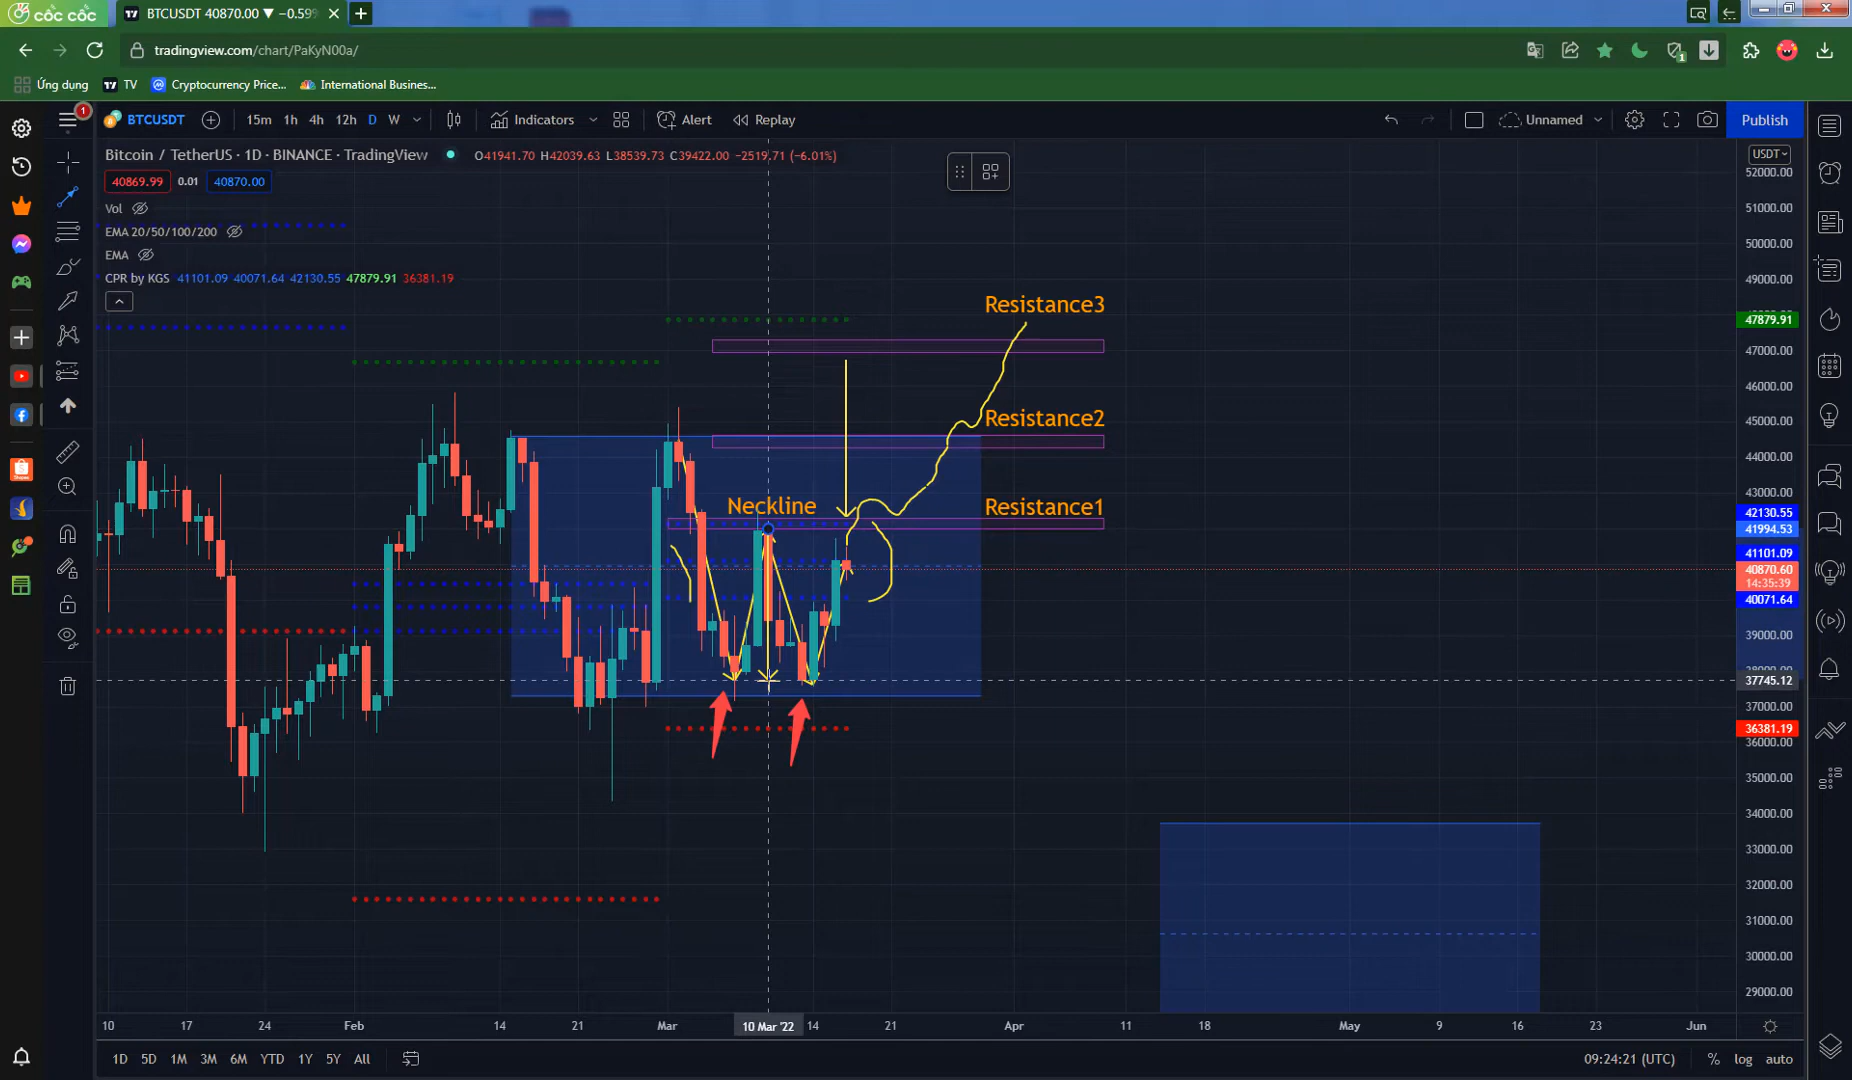 cốc cốc
BTCUSDT 40870.00 ▼ −0.59%
tradingview.com/chart/PaKyN00a/
Ứng dụng
TV
Cryptocurrency Price...
International Busines...
1
BTCUSDT
15m 1h 4h 12h D W
Indicators
Alert
Replay
Unnamed
Publish
Bitcoin / TetherUS · 1D · BINANCE · TradingView
O41941.70 H42039.63 L38539.73 C39422.00 −2519.71 (−6.01%)
40869.99 0.01 40870.00
Vol
EMA 20/50/100/200
EMA
CPR by KGS 41101.09 40071.64 42130.55 47879.91 36381.19
USDT
52000.00
51000.00
50000.00
49000.00
47879.91
47000.00
46000.00
45000.00
44000.00
43000.00
42130.55
41994.53
41101.09
40870.60
14:35:39
40071.64
39000.00
37745.12
37000.00
36381.19
36000.00
35000.00
34000.00
33000.00
32000.00
31000.00
30000.00
29000.00
Resistance3
Resistance2
Neckline
Resistance1
10 17 24 Feb 14 21 Mar 10 Mar '22 14 21 Apr 11 18 May 9 16 23 Jun
1D 5D 1M 3M 6M YTD 1Y 5Y All
09:24:21 (UTC)
% log auto